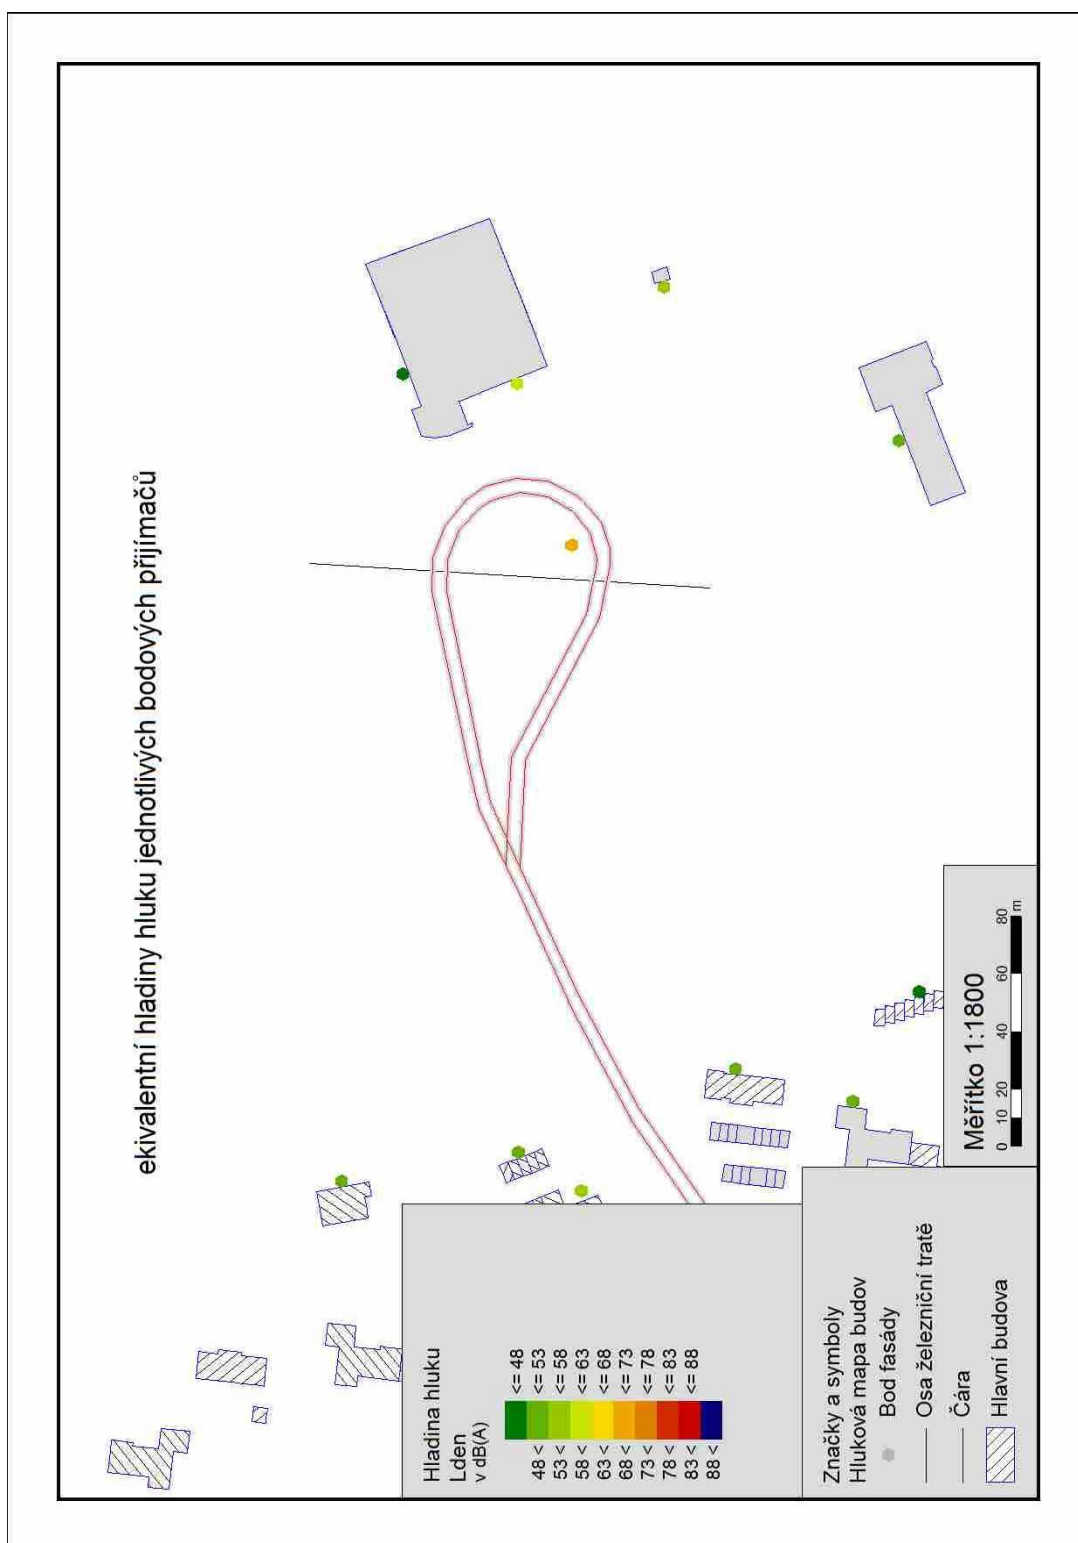 ekivalentní hladiny hluku jednotlivých bodových přijímačů
Hladina hluku
Lden
v dB(A)
<= 48
48 < <= 53
53 < <= 58
58 < <= 63
63 < <= 68
68 < <= 73
73 < <= 78
78 < <= 83
83 < <= 88
88 <
Značky a symboly
Hluková mapa budov
Bod fasády
Osa železniční tratě
Čára
Hlavní budova
Měřítko 1:1800
0 10 20 40 60 80
m